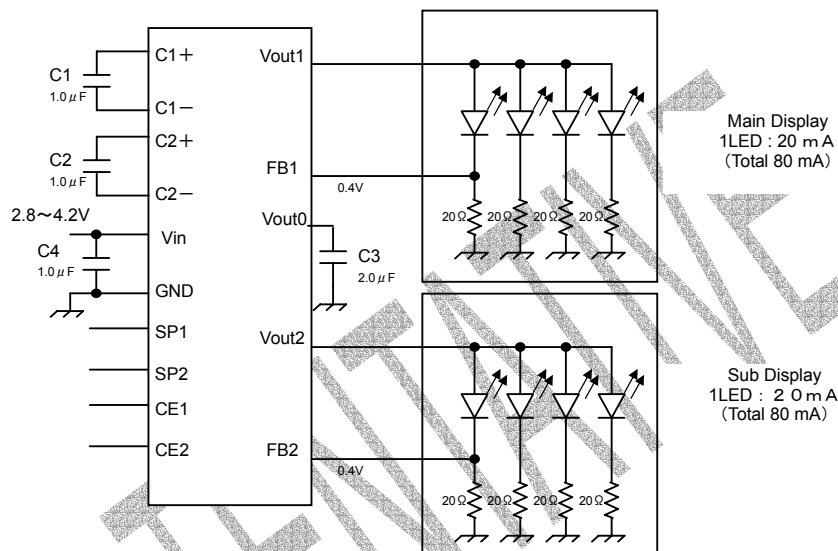 C1+
Vout1
C1
1.0μF
C1−
C2+
C2
1.0μF
C2−
FB1
0.4V
2.8~4.2V
Vin
Vout0
C4
1.0μF
C3
2.0μF
GND
SP1
Vout2
SP2
CE1
CE2
FB2
0.4V
20Ω 20Ω 20Ω 20Ω
Main Display
1LED : 20 mA
(Total 80 mA)
20Ω 20Ω 20Ω 20Ω
Sub Display
1LED : 20mA
(Total 80 mA)
TENTATIVE